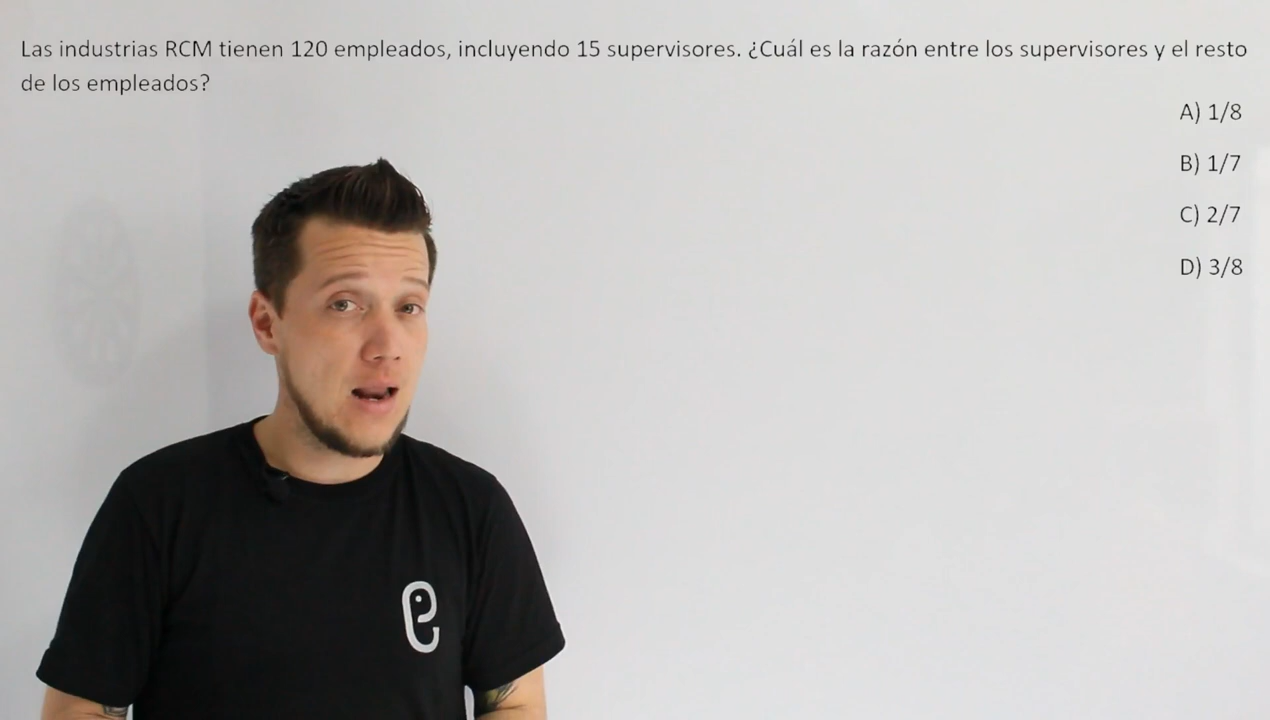 Las industrias RCM tienen 120 empleados, incluyendo 15 supervisores. ¿Cuál es la razón entre los supervisores y el resto
de los empleados?
A) 1/8
B) 1/7
C) 2/7
D) 3/8